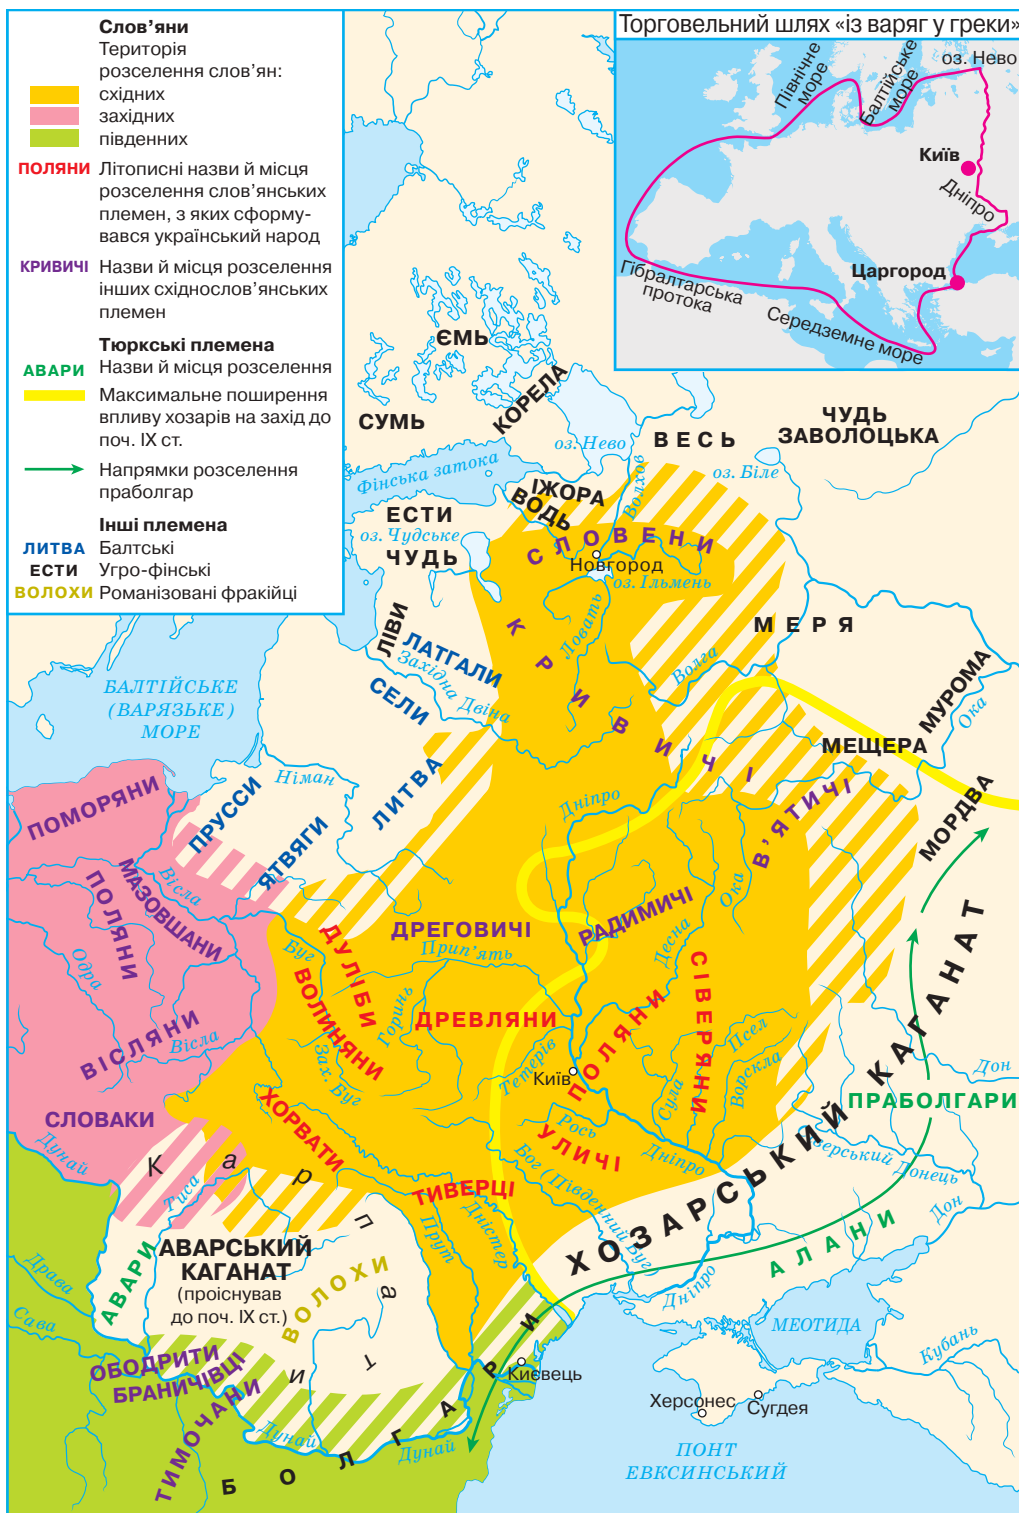 Слов’яни
Територія
розселення слов’ян:
східних
західних
південних
ПОЛЯНИ Літописні назви й місця
розселення слов’янських
племен, з яких сформу-
вався український народ
КРИВИЧІ Назви й місця розселення
інших східнослов’янських
племен
Тюркські племена
АВАРИ Назви й місця розселення
Максимальне поширення
впливу хозарів на захід до
поч. ІХ ст.
Напрямки розселення
праболгар
Інші племена
ЛИТВА Балтські
ЕСТИ Угро-фінські
ВОЛОХИ Романізовані фракійці
Торговельний шлях «із варяг у греки»
Північне
море
Балтійське
море
оз. Нево
Київ
Дніпро
Царгород
Гібралтарська
протока
Середземне море
ЄМЬ
СУМЬ
КОРЕЛА
оз. Нево
ВЕСЬ
ЧУДЬ
ЗАВОЛОЦЬКА
оз. Біле
Фінська затока
Волхов
ІЖОРА
ВОДЬ
ЕСТИ
оз. Чудське
ЧУДЬ
СЛОВЕНИ
Новгород
оз. Ільмень
Ловать
КРИВИЧІ
МЕРЯ
ЛІВИ
ЛАТГАЛИ
Західна Двіна
СЕЛИ
Волга
МУРОМА
Ока
БАЛТІЙСЬКЕ
(ВАРЯЗЬКЕ)
МОРЕ
МЕЩЕРА
Німан
ЛИТВА
Дніпро
В’ЯТИЧІ
МОРДВА
ПОМОРЯНИ
ПРУССИ
ЯТВЯГИ
Вісла
МАЗОВШАНИ
ПОЛЯНИ
Одра
Ока
РАДИМИЧІ
ДРЕГОВИЧІ
Прип’ять
Десна
ДУЛІБИ
Буг
ВОЛИНЯНИ
Горинь
СІВЕРЯНИ
ПОЛЯНИ
ДРЕВЛЯНИ
Псел
Ворскла
Сула
ВІСЛЯНИ
Вісла
Зах. Буг
Тетерів
Київ
Дон
ПРАБОЛГАРИ
ХОЗАРСЬКИЙ КАГАНАТ
СЛОВАКИ
Дунай
ХОРВАТИ
Рось
УЛИЧІ
Дніпро
Сіверський Донець
Бог (Південний Буг)
Карпати
Тиса
ТИВЕРЦІ
Дністер
Прут
Дон
АЛАНИ
АВАРСЬКИЙ
КАГАНАТ
(проіснував
до поч. ІХ ст.)
АВАРИ
ВОЛОХИ
Драва
Сава
Дніпро
МЕОТИДА
Кубань
ОБОДРИТИ
БРАНИЧІВЦІ
ТИМОЧАНИ
Києвець
Херсонес
Сугдея
Дунай
Дунай
БОЛГАРИ
ПОНТ
ЕВКСИНСЬКИЙ